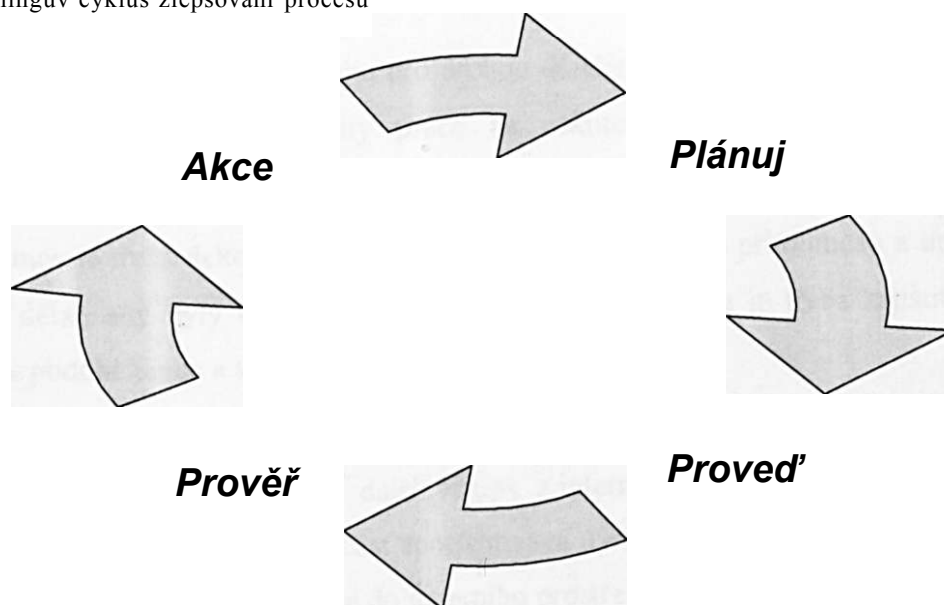 cyklus zlepšování procesu
Akce
Plánuj
Prověř
Proveď